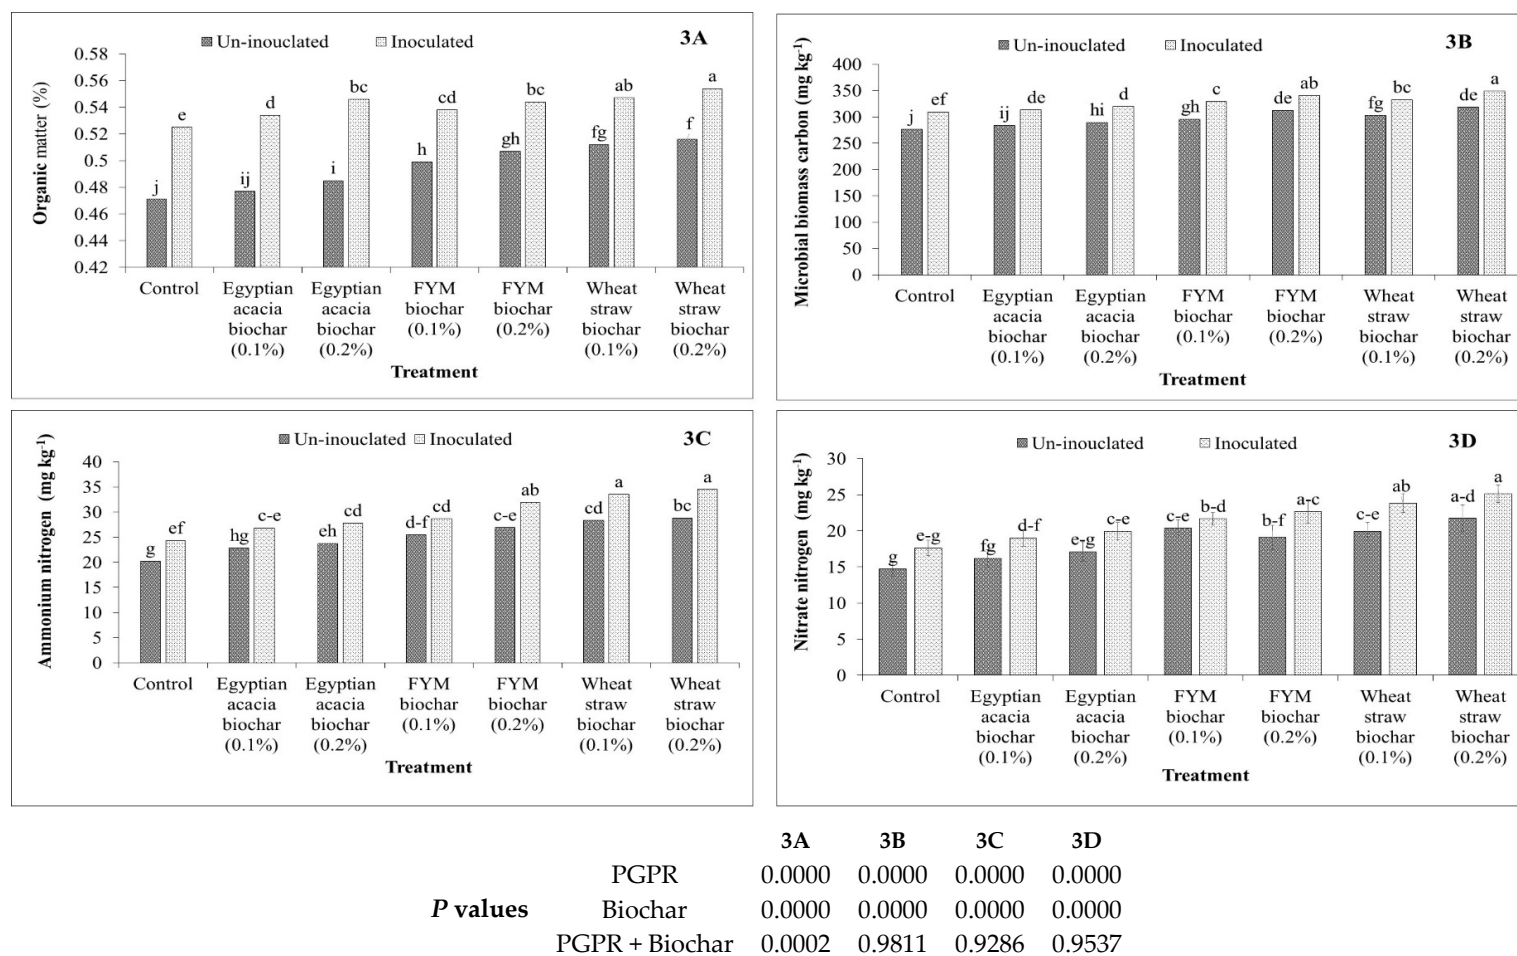 Un-inouclated Inoculated 3A
Organic matter (%)
0.58
0.56
0.54
0.52
0.5
0.48
0.46
0.44
0.42
j e ij d i bc h cd gh bc fg ab f a
Control Egyptian Egyptian FYM FYM Wheat Wheat
acacia acacia biochar biochar straw straw
biochar biochar (0.1%) (0.2%) biochar biochar
(0.1%) (0.2%) (0.1%) (0.2%)
Treatment
Un-inouclated Inoculated 3B
Microbial biomass carbon (mg kg-1)
400
350
300
250
200
150
100
50
0
j ef ij de hi d gh c de ab fg bc de a
Control Egyptian Egyptian FYM FYM Wheat Wheat
acacia acacia biochar biochar straw straw
biochar biochar (0.1%) (0.2%) biochar biochar
(0.1%) (0.2%) (0.1%) (0.2%)
Treatment
Un-inouclated Inoculated 3C
Ammonium nitrogen (mg kg-1)
40
35
30
25
20
15
10
5
0
g ef hg c-e eh cd d-f cd c-e ab cd a bc a
Control Egyptian Egyptian FYM FYM Wheat Wheat
acacia acacia biochar biochar straw straw
biochar biochar (0.1%) (0.2%) biochar biochar
(0.1%) (0.2%) (0.1%) (0.2%)
Treatment
Un-inouclated Inoculated 3D
Nitrate nitrogen (mg kg-1)
30
25
20
15
10
5
0
g e-g fg d-f e-g c-e c-e b-d b-f a-c c-e ab a-d a
Control Egyptian Egyptian FYM FYM Wheat Wheat
acacia acacia biochar biochar straw straw
biochar biochar (0.1%) (0.2%) biochar biochar
(0.1%) (0.2%) (0.1%) (0.2%)
Treatment
3A 3B 3C 3D
PGPR 0.0000 0.0000 0.0000 0.0000
P values Biochar 0.0000 0.0000 0.0000 0.0000
PGPR + Biochar 0.0002 0.9811 0.9286 0.9537